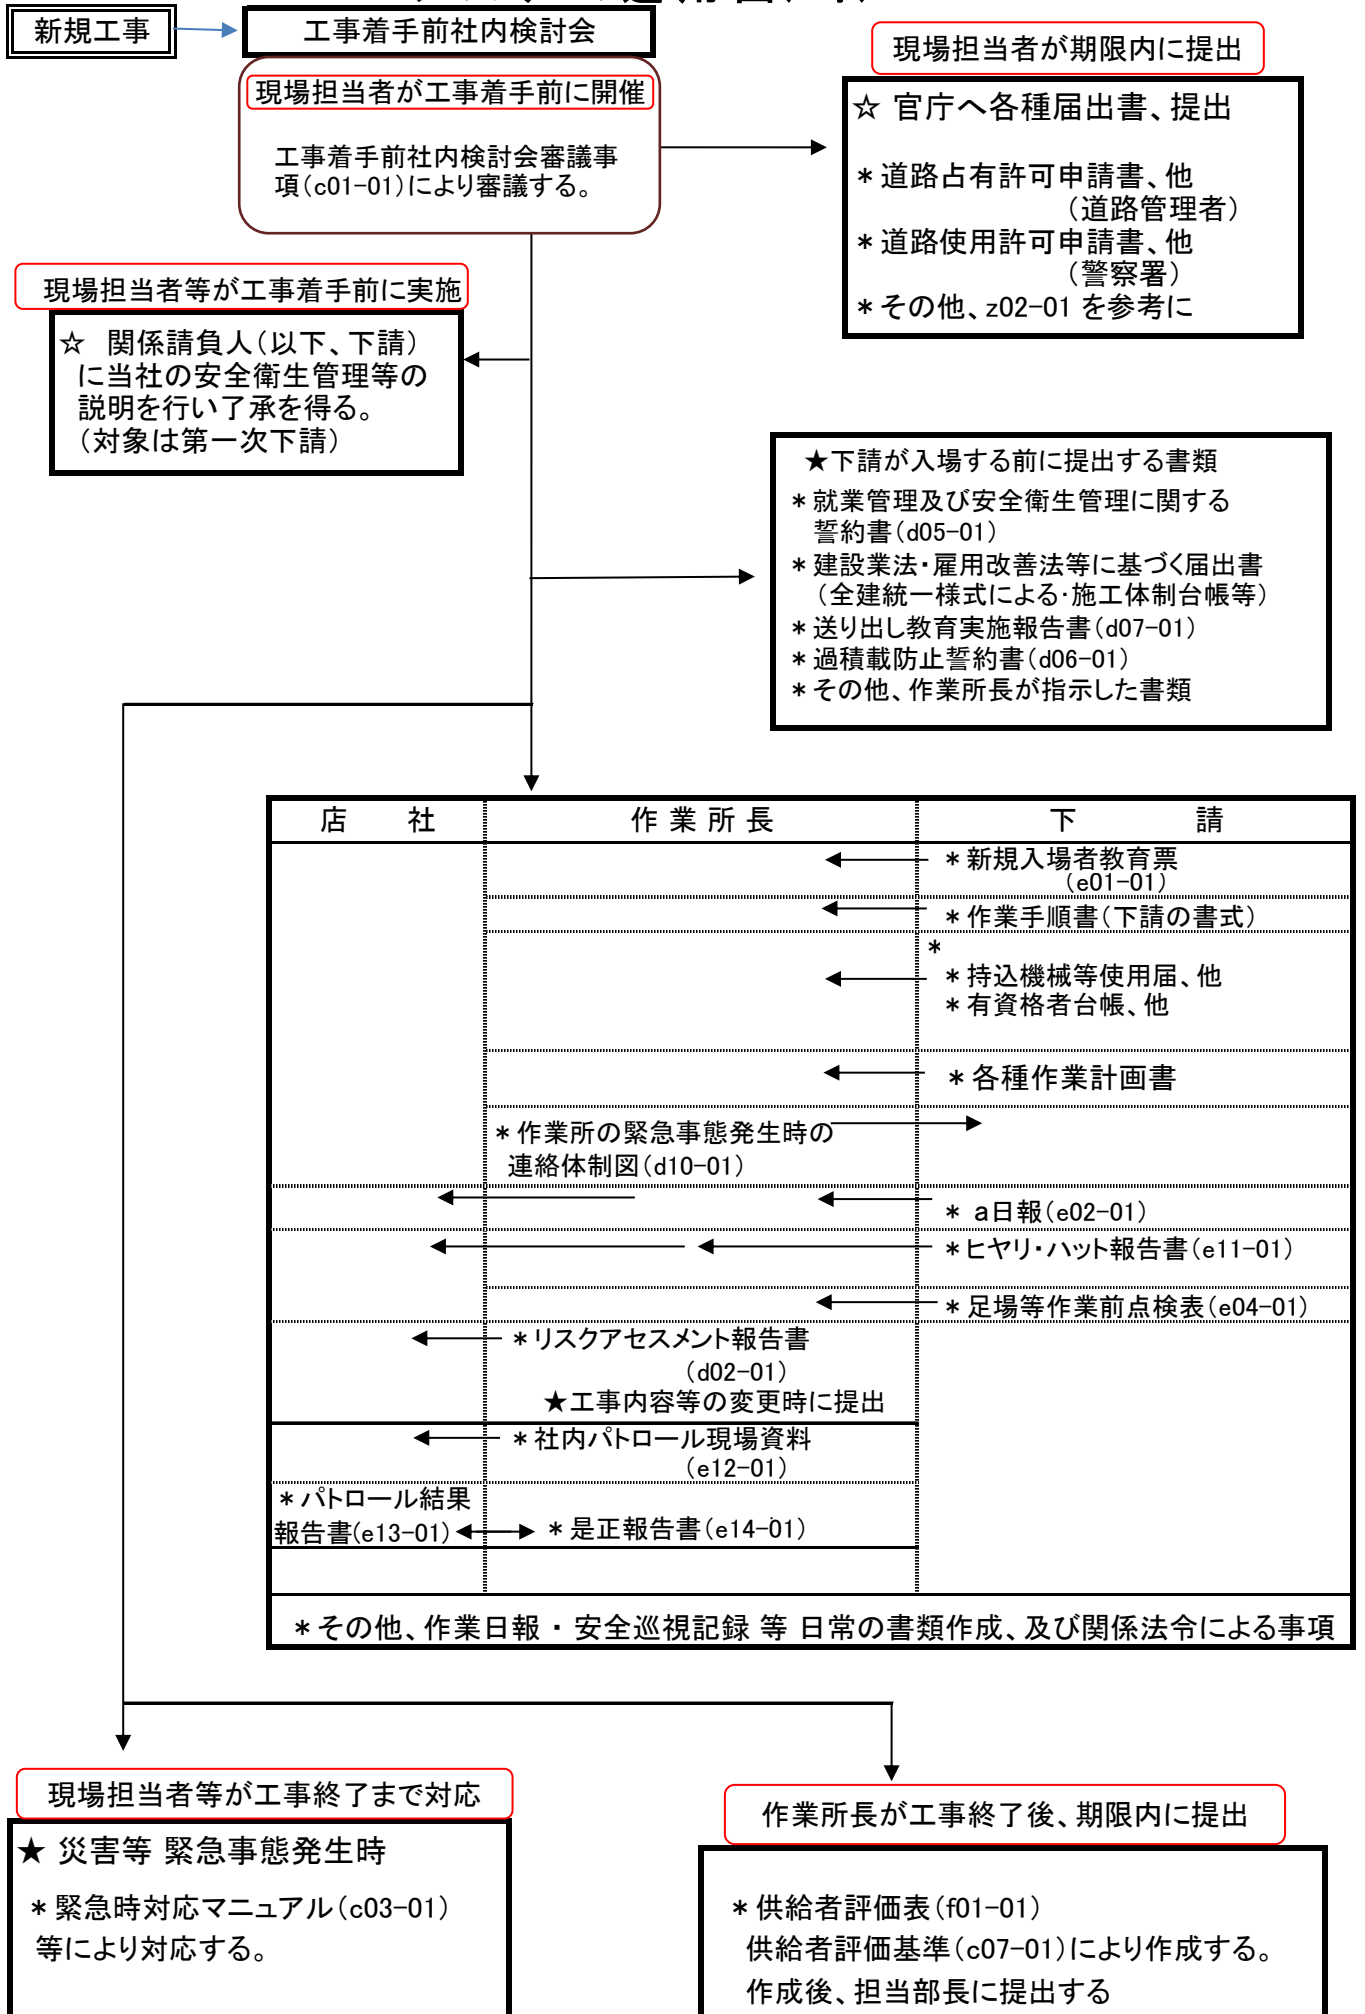 新規工事
工事着手前社内検討会
現場担当者が工事着手前に開催
工事着手前社内検討会審議事
項（c01-01）により審議する。
現場担当者が期限内に提出
☆ 官庁へ各種届出書、提出
＊道路占有許可申請書、他
（道路管理者）
＊道路使用許可申請書、他
（警察署）
＊その他、z02-01 を参考に
現場担当者等が工事着手前に実施
☆ 関係請負人（以下、下請）
に当社の安全衛生管理等の
説明を行い了承を得る。
（対象は第一次下請）
★下請が入場する前に提出する書類
＊就業管理及び安全衛生管理に関する
誓約書（d05-01）
＊建設業法・雇用改善法等に基づく届出書
（全建統一様式による・施工体制台帳等）
＊送り出し教育実施報告書（d07-01）
＊過積載防止誓約書（d06-01）
＊その他、作業所長が指示した書類
店 社 作業所長 下 請
＊新規入場者教育票
（e01-01）
＊作業手順書（下請の書式）
＊
＊持込機械等使用届、他
＊有資格者台帳、他
＊各種作業計画書
＊作業所の緊急事態発生時の
連絡体制図（d10-01）
＊ a日報（e02-01）
＊ヒヤリ・ハット報告書（e11-01）
＊足場等作業前点検表（e04-01）
＊リスクアセスメント報告書
（d02-01）
★工事内容等の変更時に提出
＊社内パトロール現場資料
（e12-01）
＊パトロール結果
報告書(e13-01)
＊是正報告書（e14-01）
＊その他、作業日報 ・ 安全巡視記録 等 日常の書類作成、及び関係法令による事項
現場担当者等が工事終了まで対応
★ 災害等 緊急事態発生時
＊緊急時対応マニュアル（c03-01）
等により対応する。
作業所長が工事終了後、期限内に提出
＊供給者評価表（f01-01）
供給者評価基準（c07-01）により作成する。
作成後、担当部長に提出する